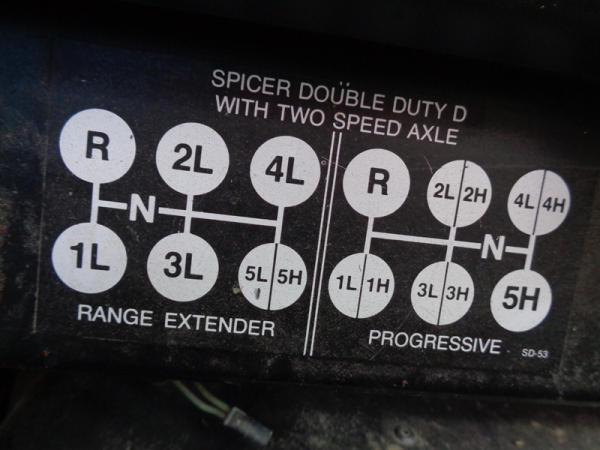 SPICER DOUBLE DUTY D
WITH TWO SPEED AXLE
R 2L 4L
N
1L 3L 5L 5H
RANGE EXTENDER
R 2L 2H 4L 4H
N
1L 1H 3L 3H 5H
PROGRESSIVE
SD-53